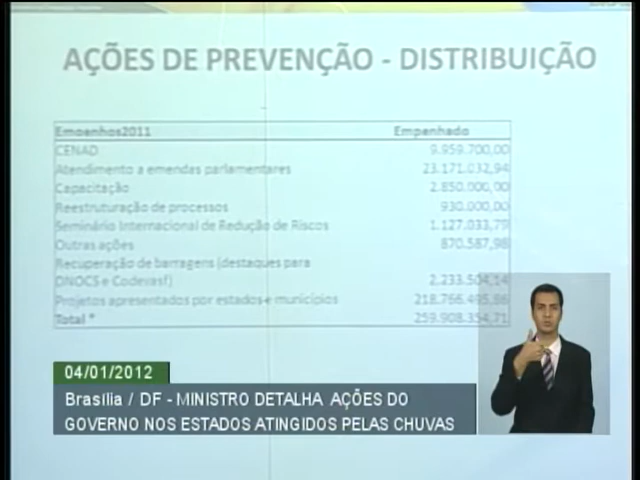 AÇÕES DE PREVENÇÃO - DISTRIBUIÇÃO
Empenhos2011 Empenhado
CENAD 9.959.700,00
Atendimento a emendas parlamentares 23.171.032,94
Capacitação 2.850.000,00
Reestruturação de processos 930.000,00
Seminário Internacional de Redução de Riscos 1.127.033,79
Outras ações 870.587,98
Recuperação de barragens (destaques para
DNOCS e Codevasf) 2.233.504,14
Projetos apresentados por estados e municípios 218.766.495,86
Total * 259.908.354,71
04/01/2012
Brasília / DF - MINISTRO DETALHA AÇÕES DO
GOVERNO NOS ESTADOS ATINGIDOS PELAS CHUVAS